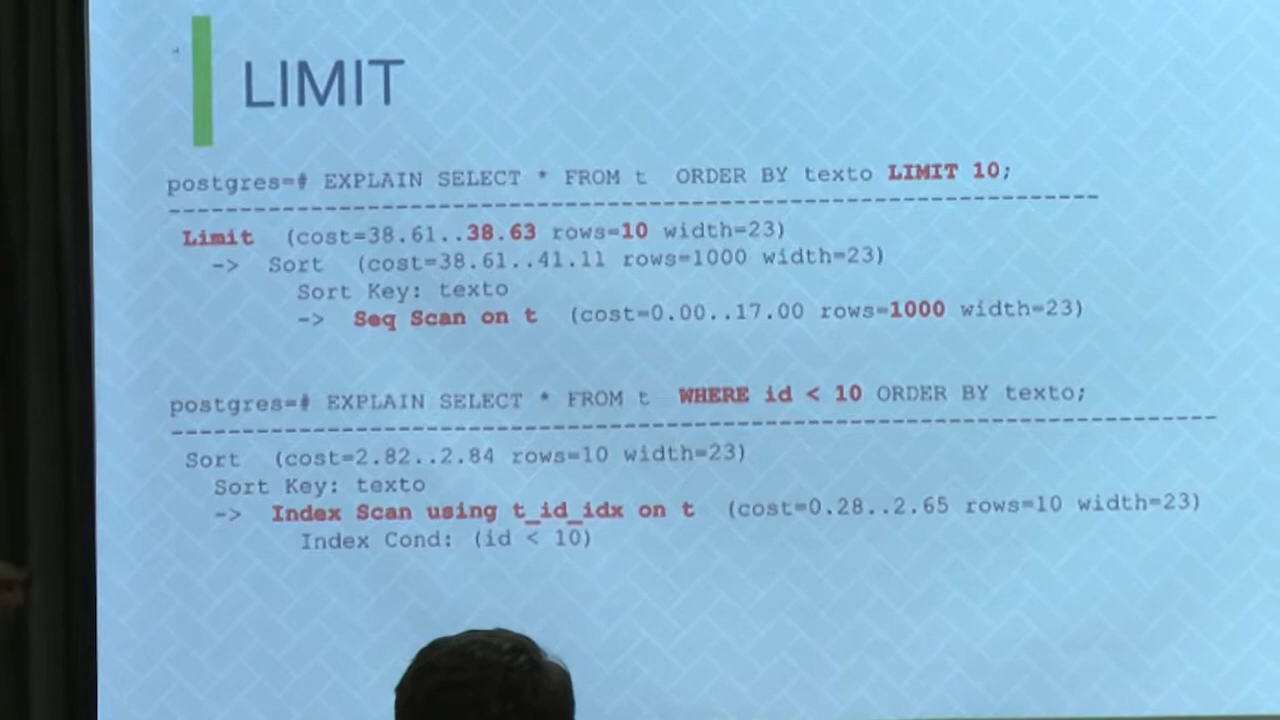 LIMIT
postgres=# EXPLAIN SELECT * FROM t ORDER BY texto LIMIT 10;
--------------------------------------------------------------------
Limit (cost=38.61..38.63 rows=10 width=23)
-> Sort (cost=38.61..41.11 rows=1000 width=23)
Sort Key: texto
-> Seq Scan on t (cost=0.00..17.00 rows=1000 width=23)
postgres=# EXPLAIN SELECT * FROM t WHERE id < 10 ORDER BY texto;
--------------------------------------------------------------------------
Sort (cost=2.82..2.84 rows=10 width=23)
Sort Key: texto
-> Index Scan using t_id_idx on t (cost=0.28..2.65 rows=10 width=23)
Index Cond: (id < 10)